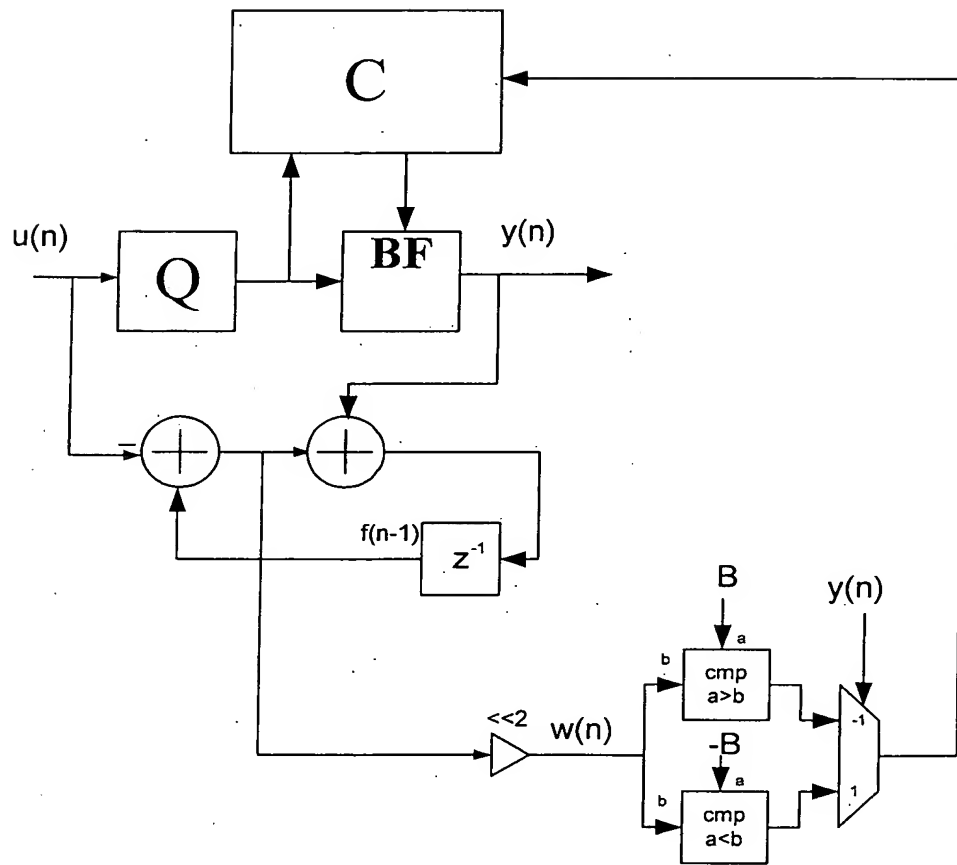 C
u(n)
Q
BF
y(n)
–
f(n-1)
z⁻¹
B
y(n)
a
b
cmp
a>b
<<2
w(n)
-1
-B
a
1
b
cmp
a<b